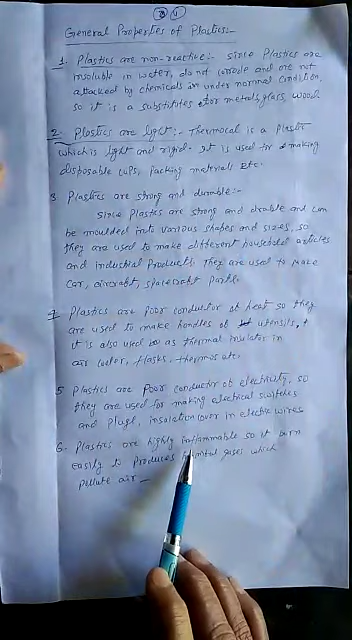 General Properties of Plastics:-
1. Plastics are non-reactive:- Since Plastics are
insoluble in water, do not corrode and are not
attacked by chemicals under normal condition,
so it is a substitutes for metals, glass, wood
2. Plastics are light:- Thermocal is a Plastic
which is light and rigid. It is used for making
disposable cups, Packing materials etc.
3 Plastics are strong and durable:-
Since Plastics are strong and drable and can
be moulded into various shapes and sizes, so
they are used to make different household articles
and industrial Products. They are used to make
car, aircraft, spacecraft parts.
4 Plastics are Poor conductor of heat so they
are used to make handles of utensils, +
it is also used as thermal insulator in
air cooler, flasks, thermos etc.
5 Plastics are Poor conductor of electricity, so
they are used for making electrical switches
and Plugs, insulation over in electric wires
6. Plastics are highly inflammable so it burn
easily to Produces gases which
pellute air —